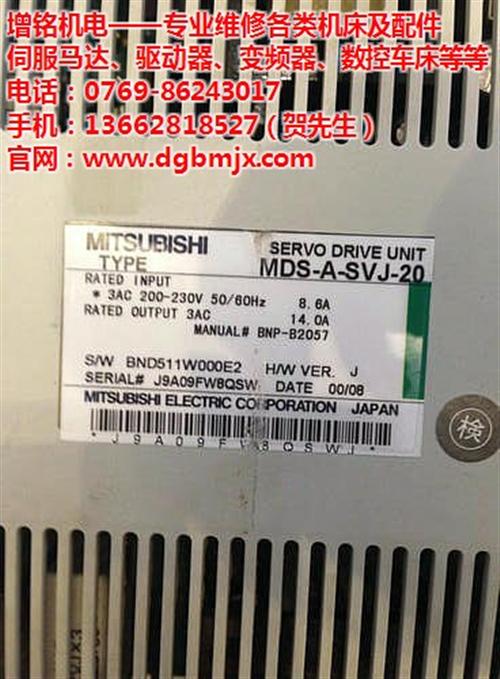 增铭机电——专业维修各类机床及配件
伺服马达、驱动器、变频器、数控车床等等
电话：0769-86243017
手机：13662818527（贺先生）
官网：www.dgbmjx.com
MITSUBISHI SERVO DRIVE UNIT
TYPE MDS-A-SVJ-20
RATED INPUT
* 3AC 200-230V 50/60Hz 8.6A
RATED OUTPUT 3AC 14.0A
MANUAL# BNP-B2057
S/W BND511W000E2 H/W VER. J
SERIAL# J9A09FW8QSW DATE 00/08
MITSUBISHI ELECTRIC CORPORATION JAPAN
*J9A09FW8QSWJ*
検